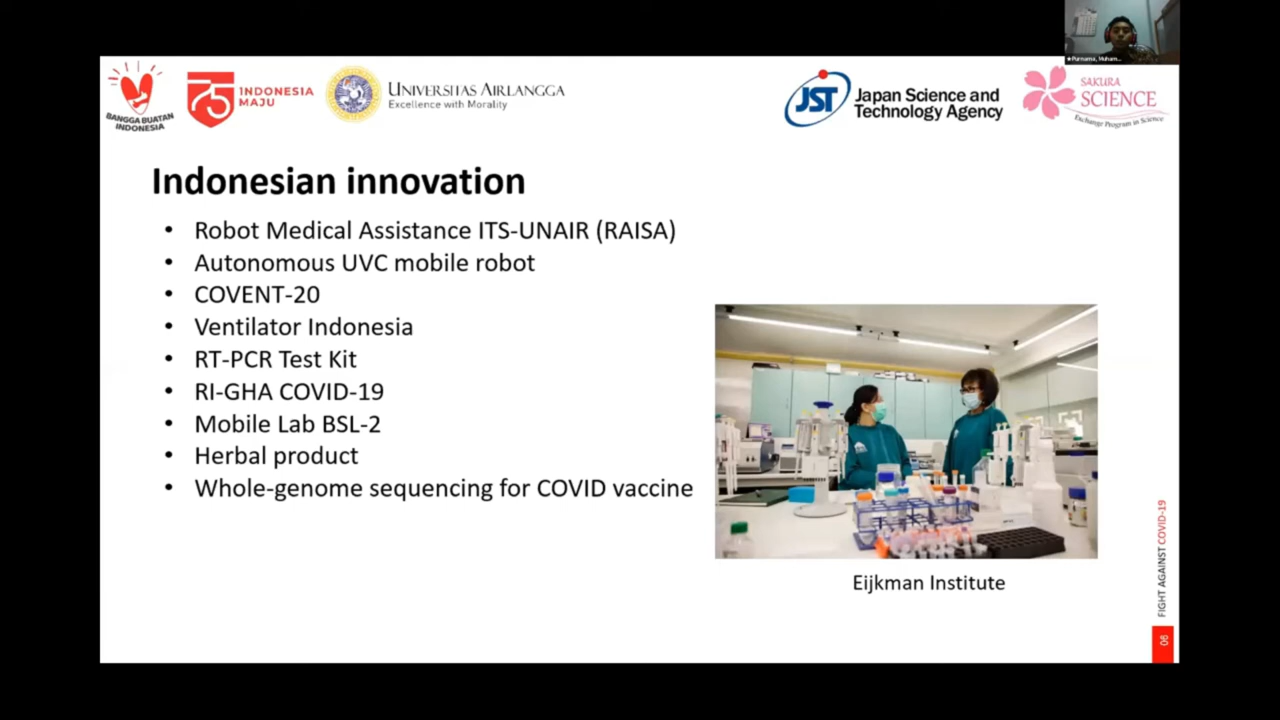 Purnama, Muham...
BANGGA BUATAN
INDONESIA
75
INDONESIA
MAJU
UNIVERSITAS AIRLANGGA
Excellence with Morality
JST
Japan Science and
Technology Agency
SAKURA
SCIENCE
Exchange Program in Science
Indonesian innovation
• Robot Medical Assistance ITS-UNAIR (RAISA)
• Autonomous UVC mobile robot
• COVENT-20
• Ventilator Indonesia
• RT-PCR Test Kit
• RI-GHA COVID-19
• Mobile Lab BSL-2
• Herbal product
• Whole-genome sequencing for COVID vaccine
Eijkman Institute
FIGHT AGAINST COVID-19
06